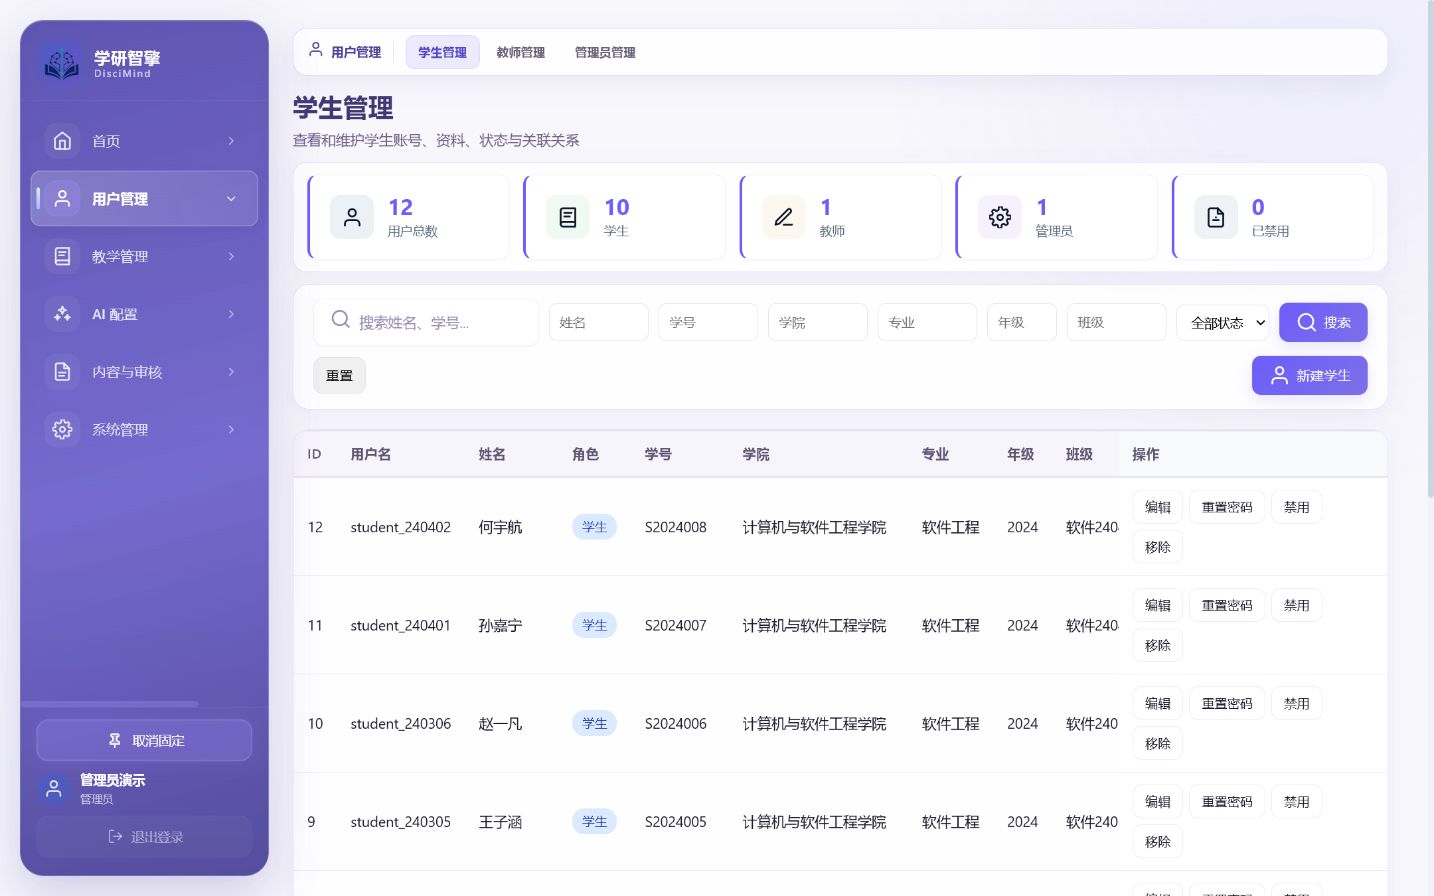 学研智擎
DisciMind
首页
用户管理
教学管理
AI 配置
内容与审核
系统管理
取消固定
管理员演示
管理员
退出登录
用户管理 学生管理 教师管理 管理员管理
学生管理
查看和维护学生账号、资料、状态与关联关系
12
用户总数
10
学生
1
教师
1
管理员
0
已禁用
搜索姓名、学号... 姓名 学号 学院 专业 年级 班级 全部状态 搜索
重置 新建学生
ID 用户名 姓名 角色 学号 学院 专业 年级 班级 操作
12 student_240402 何宇航 学生 S2024008 计算机与软件工程学院 软件工程 2024 软件240 编辑 重置密码 禁用
移除
11 student_240401 孙嘉宁 学生 S2024007 计算机与软件工程学院 软件工程 2024 软件240 编辑 重置密码 禁用
移除
10 student_240306 赵一凡 学生 S2024006 计算机与软件工程学院 软件工程 2024 软件240 编辑 重置密码 禁用
移除
9 student_240305 王子涵 学生 S2024005 计算机与软件工程学院 软件工程 2024 软件240 编辑 重置密码 禁用
移除